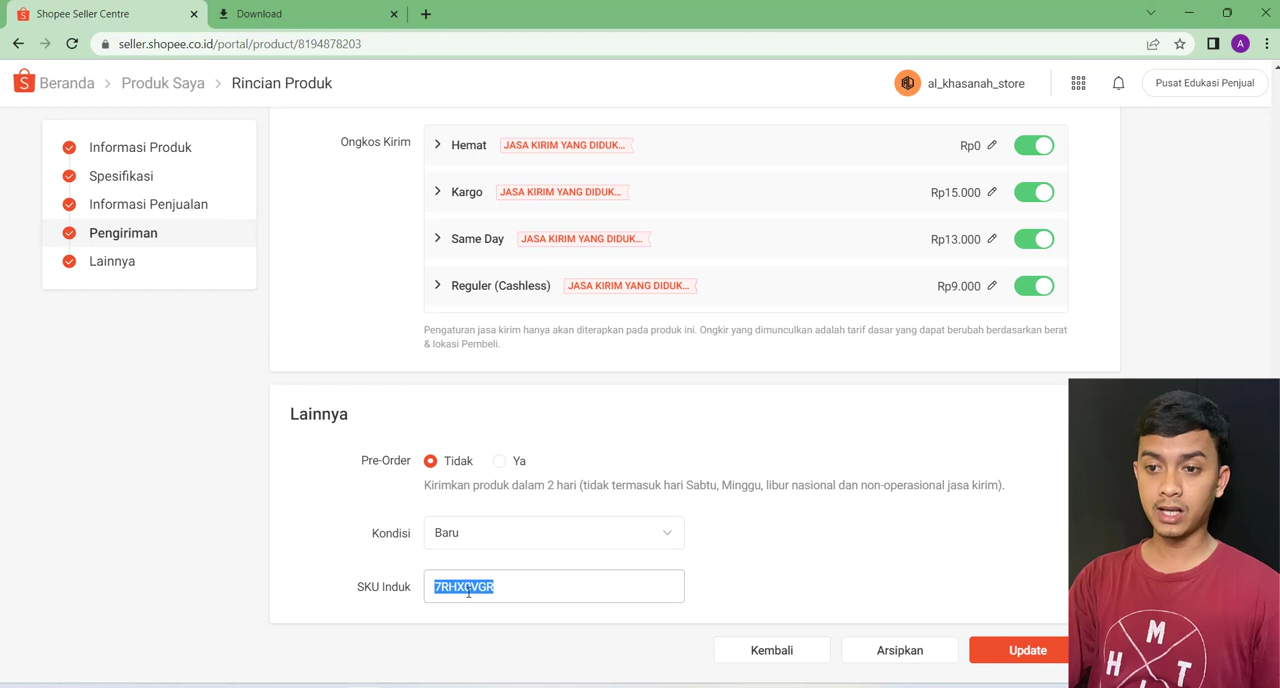 Shopee Seller Centre
Download
seller.shopee.co.id/portal/product/8194878203
A
Beranda > Produk Saya > Rincian Produk
al_khasanah_store
Pusat Edukasi Penjual
Informasi Produk
Spesifikasi
Informasi Penjualan
Pengiriman
Lainnya
Ongkos Kirim
Hemat JASA KIRIM YANG DIDUK... Rp0
Kargo JASA KIRIM YANG DIDUK... Rp15.000
Same Day JASA KIRIM YANG DIDUK... Rp13.000
Reguler (Cashless) JASA KIRIM YANG DIDUK... Rp9.000
Pengaturan jasa kirim hanya akan diterapkan pada produk ini. Ongkir yang dimunculkan adalah tarif dasar yang dapat berubah berdasarkan berat
& lokasi Pembeli.
Lainnya
Pre-Order Tidak Ya
Kirimkan produk dalam 2 hari (tidak termasuk hari Sabtu, Minggu, libur nasional dan non-operasional jasa kirim).
Kondisi Baru
SKU Induk
Kembali
Arsipkan
Update
M
H T